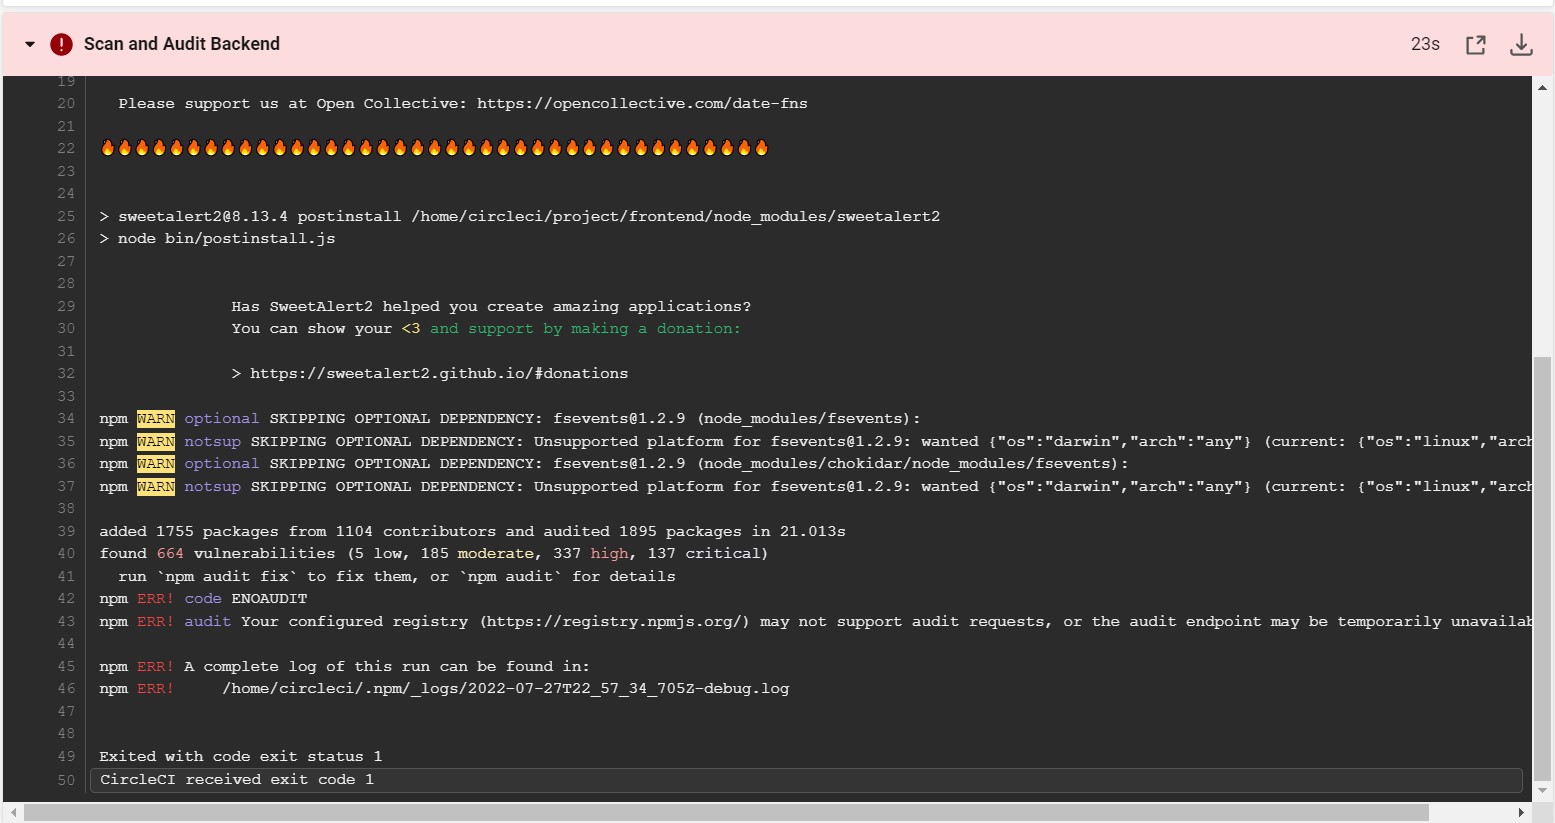 Scan and Audit Backend 23s
19
20 Please support us at Open Collective: https://opencollective.com/date-fns
21
22
23
24
25 > sweetalert2@8.13.4 postinstall /home/circleci/project/frontend/node_modules/sweetalert2
26 > node bin/postinstall.js
27
28
29 Has SweetAlert2 helped you create amazing applications?
30 You can show your <3 and support by making a donation:
31
32 > https://sweetalert2.github.io/#donations
33
34 npm WARN optional SKIPPING OPTIONAL DEPENDENCY: fsevents@1.2.9 (node_modules/fsevents):
35 npm WARN notsup SKIPPING OPTIONAL DEPENDENCY: Unsupported platform for fsevents@1.2.9: wanted {"os":"darwin","arch":"any"} (current: {"os":"linux","arch
36 npm WARN optional SKIPPING OPTIONAL DEPENDENCY: fsevents@1.2.9 (node_modules/chokidar/node_modules/fsevents):
37 npm WARN notsup SKIPPING OPTIONAL DEPENDENCY: Unsupported platform for fsevents@1.2.9: wanted {"os":"darwin","arch":"any"} (current: {"os":"linux","arch
38
39 added 1755 packages from 1104 contributors and audited 1895 packages in 21.013s
40 found 664 vulnerabilities (5 low, 185 moderate, 337 high, 137 critical)
41 run `npm audit fix` to fix them, or `npm audit` for details
42 npm ERR! code ENOAUDIT
43 npm ERR! audit Your configured registry (https://registry.npmjs.org/) may not support audit requests, or the audit endpoint may be temporarily unavailab
44
45 npm ERR! A complete log of this run can be found in:
46 npm ERR! /home/circleci/.npm/_logs/2022-07-27T22_57_34_705Z-debug.log
47
48
49 Exited with code exit status 1
50 CircleCI received exit code 1